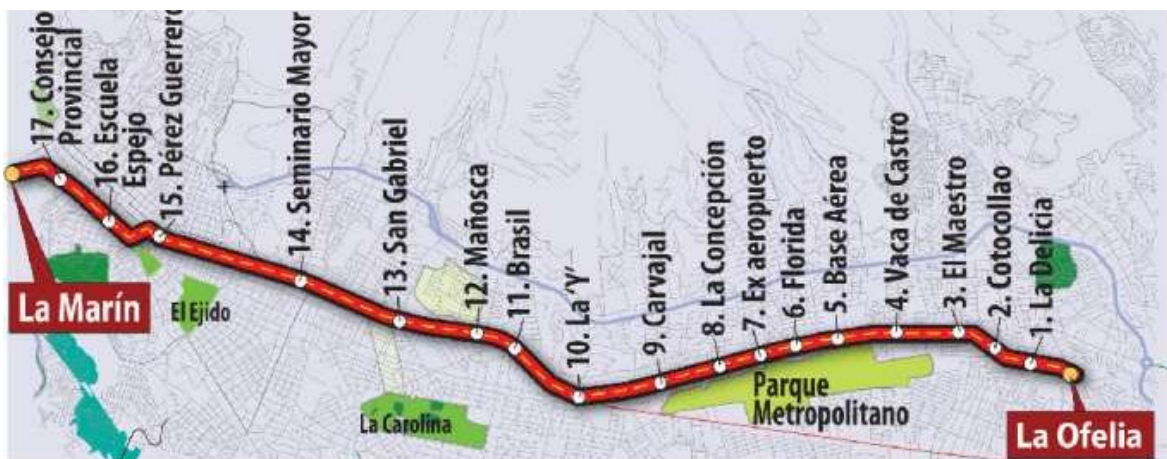 17. Consejo
Provincial
16. Escuela
Espejo
15. Pérez Guerrero
14. Seminario Mayor
13. San Gabriel
12. Mañosca
11. Brasil
10. La 'Y'
9. Carvajal
8. La Concepción
7. Ex aeropuerto
6. Florida
5. Base Aérea
4. Vaca de Castro
3. El Maestro
2. Cotocollao
1. La Delicia
La Marín
El Ejido
La Carolina
Parque
Metropolitano
La Ofelia